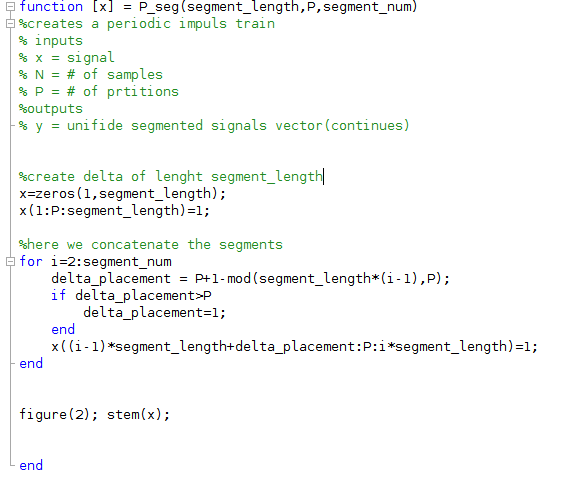 function [x] = P_seg(segment_length,P,segment_num)
%creates a periodic impuls train
% inputs
% x = signal
% N = # of samples
% P = # of prtitions
%outputs
% y = unifide segmented signals vector(continues)
%create delta of lenght segment_length
x=zeros(1,segment_length);
x(1:P:segment_length)=1;
%here we concatenate the segments
for i=2:segment_num
    delta_placement = P+1-mod(segment_length*(i-1),P);
    if delta_placement>P
        delta_placement=1;
    end
    x((i-1)*segment_length+delta_placement:P:i*segment_length)=1;
end
figure(2); stem(x);
end